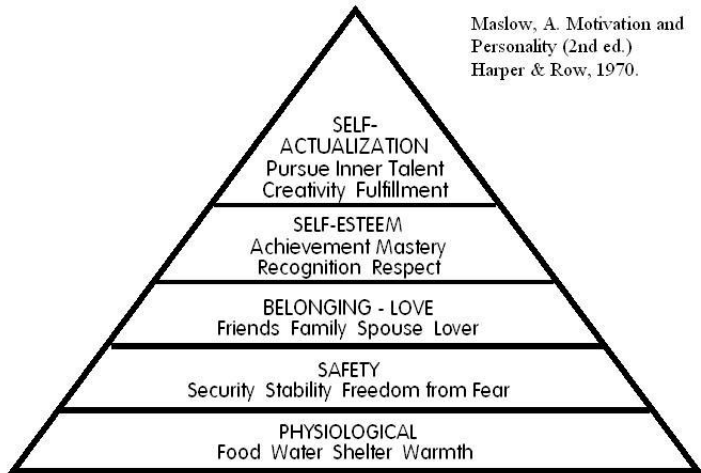 Maslow, A. Motivation and
Personality (2nd ed.)
Harper & Row, 1970.
SELF-
ACTUALIZATION
Pursue Inner Talent
Creativity Fulfillment
SELF-ESTEEM
Achievement Mastery
Recognition Respect
BELONGING - LOVE
Friends Family Spouse Lover
SAFETY
Security Stability Freedom from Fear
PHYSIOLOGICAL
Food Water Shelter Warmth